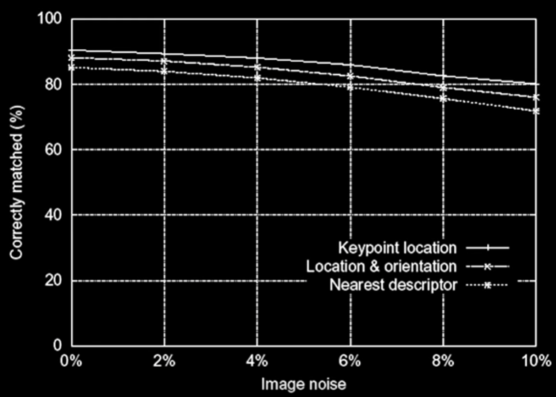 100
80
60
40
20
0
Correctly matched (%)
Keypoint location
Location & orientation
Nearest descriptor
0% 2% 4% 6% 8% 10%
Image noise